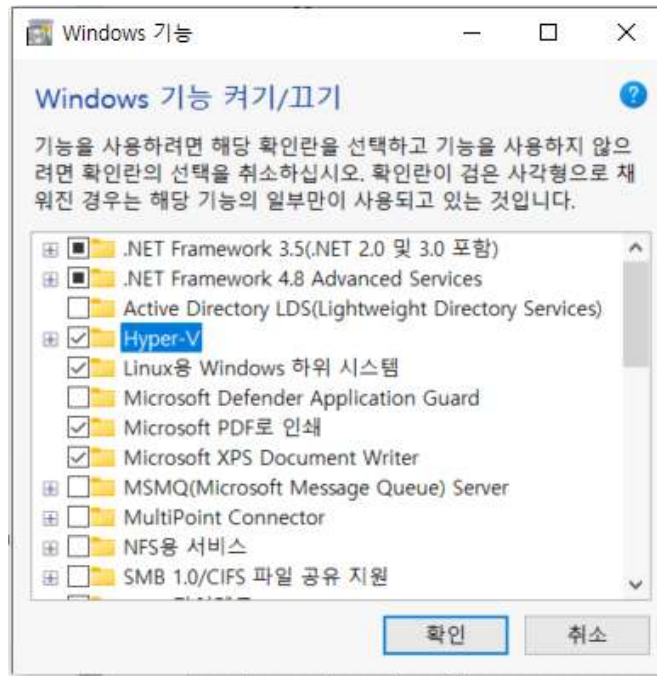 Windows 기능
Windows 기능 켜기/끄기
기능을 사용하려면 해당 확인란을 선택하고 기능을 사용하지 않으
려면 확인란의 선택을 취소하십시오. 확인란이 검은 사각형으로 채
워진 경우는 해당 기능의 일부만이 사용되고 있는 것입니다.
.NET Framework 3.5(.NET 2.0 및 3.0 포함)
.NET Framework 4.8 Advanced Services
Active Directory LDS(Lightweight Directory Services)
Hyper-V
Linux용 Windows 하위 시스템
Microsoft Defender Application Guard
Microsoft PDF로 인쇄
Microsoft XPS Document Writer
MSMQ(Microsoft Message Queue) Server
MultiPoint Connector
NFS용 서비스
SMB 1.0/CIFS 파일 공유 지원
확인 취소